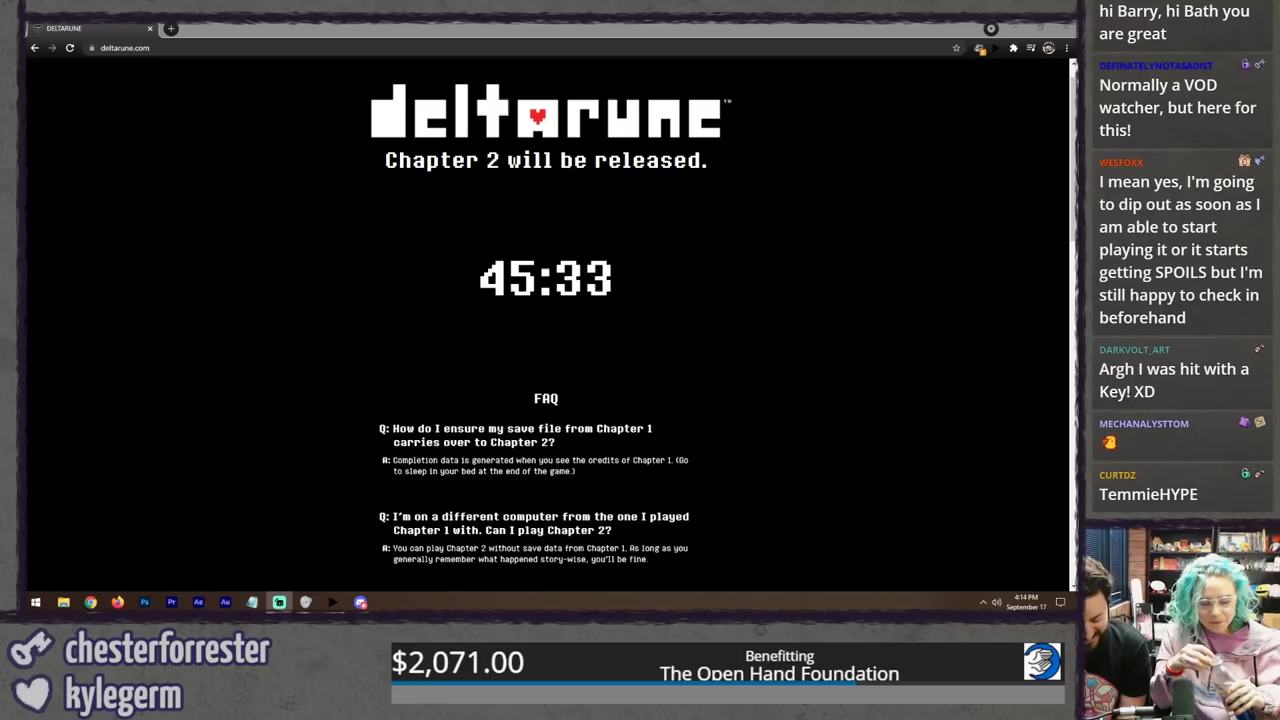 DELTARUNE
deltarune.com
deltarune™
Chapter 2 will be released.
45:33
FAQ
Q: How do I ensure my save file from Chapter 1
carries over to Chapter 2?
A: Completion data is generated when you see the credits of Chapter 1. (Go
to sleep in your bed at the end of the game.)
Q: I'm on a different computer from the one I played
Chapter 1 with. Can I play Chapter 2?
A: You can play Chapter 2 without save data from Chapter 1. As long as you
generally remember what happened story-wise, you'll be fine.
Ps
Pr
Ae
Au
4:14 PM
September 17
hi Barry, hi Bath you
are great
DEFINATELYNOTASADIST
Normally a VOD
watcher, but here for
this!
WESFOXX
I mean yes, I'm going
to dip out as soon as I
am able to start
playing it or it starts
getting SPOILS but I'm
still happy to check in
beforehand
DARKVOLT_ART
Argh I was hit with a
Key! XD
MECHANALYSTTOM
CURTDZ
TemmieHYPE
chesterforrester
kylegerm
$2,071.00
Benefitting
The Open Hand Foundation